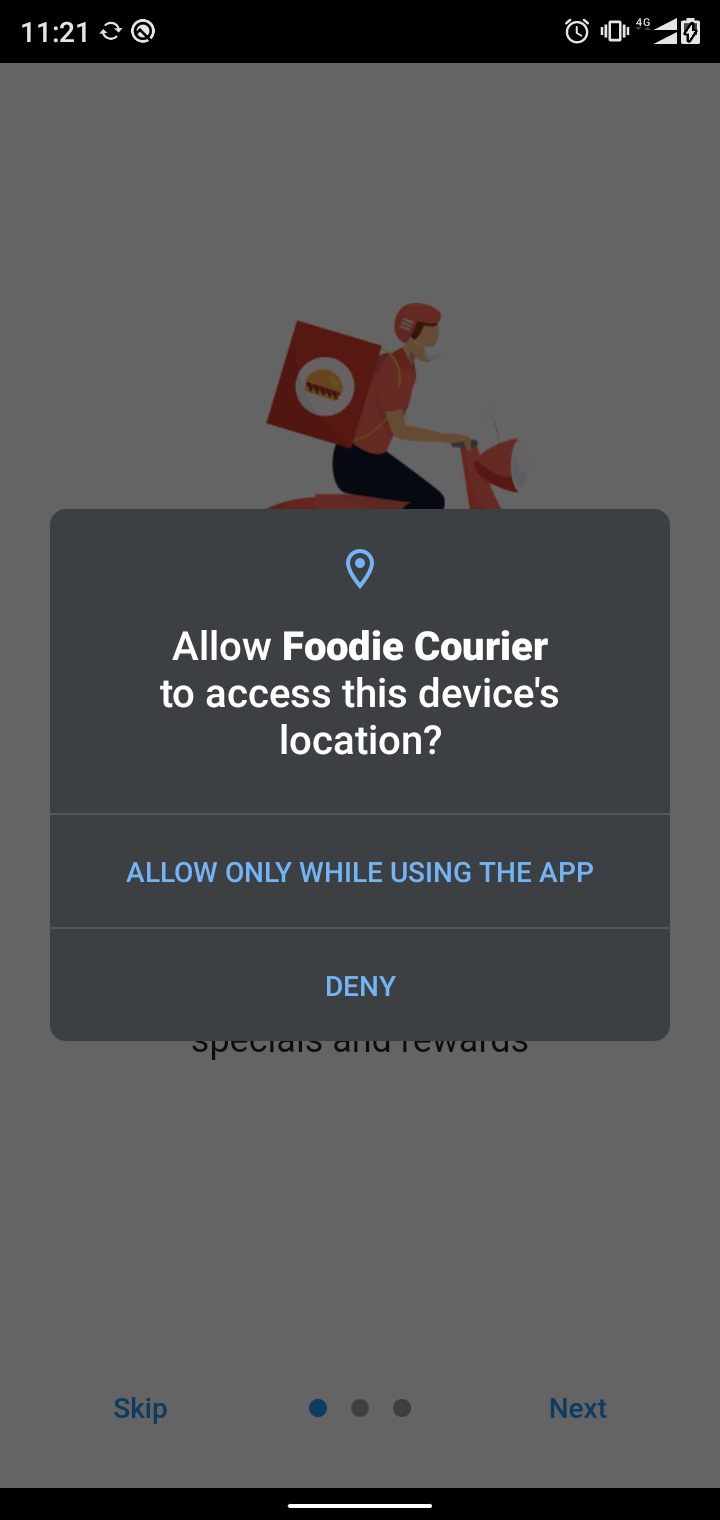 11:21
4G
Allow Foodie Courier
to access this device's
location?
ALLOW ONLY WHILE USING THE APP
DENY
specials and rewards
Skip
Next